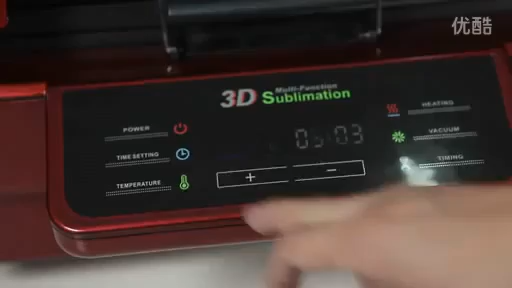 优酷
3D Multi-Function
Sublimation
POWER
TIME SETTING
TEMPERATURE
05:03
+
−
HEATING
VACUUM
TIMING